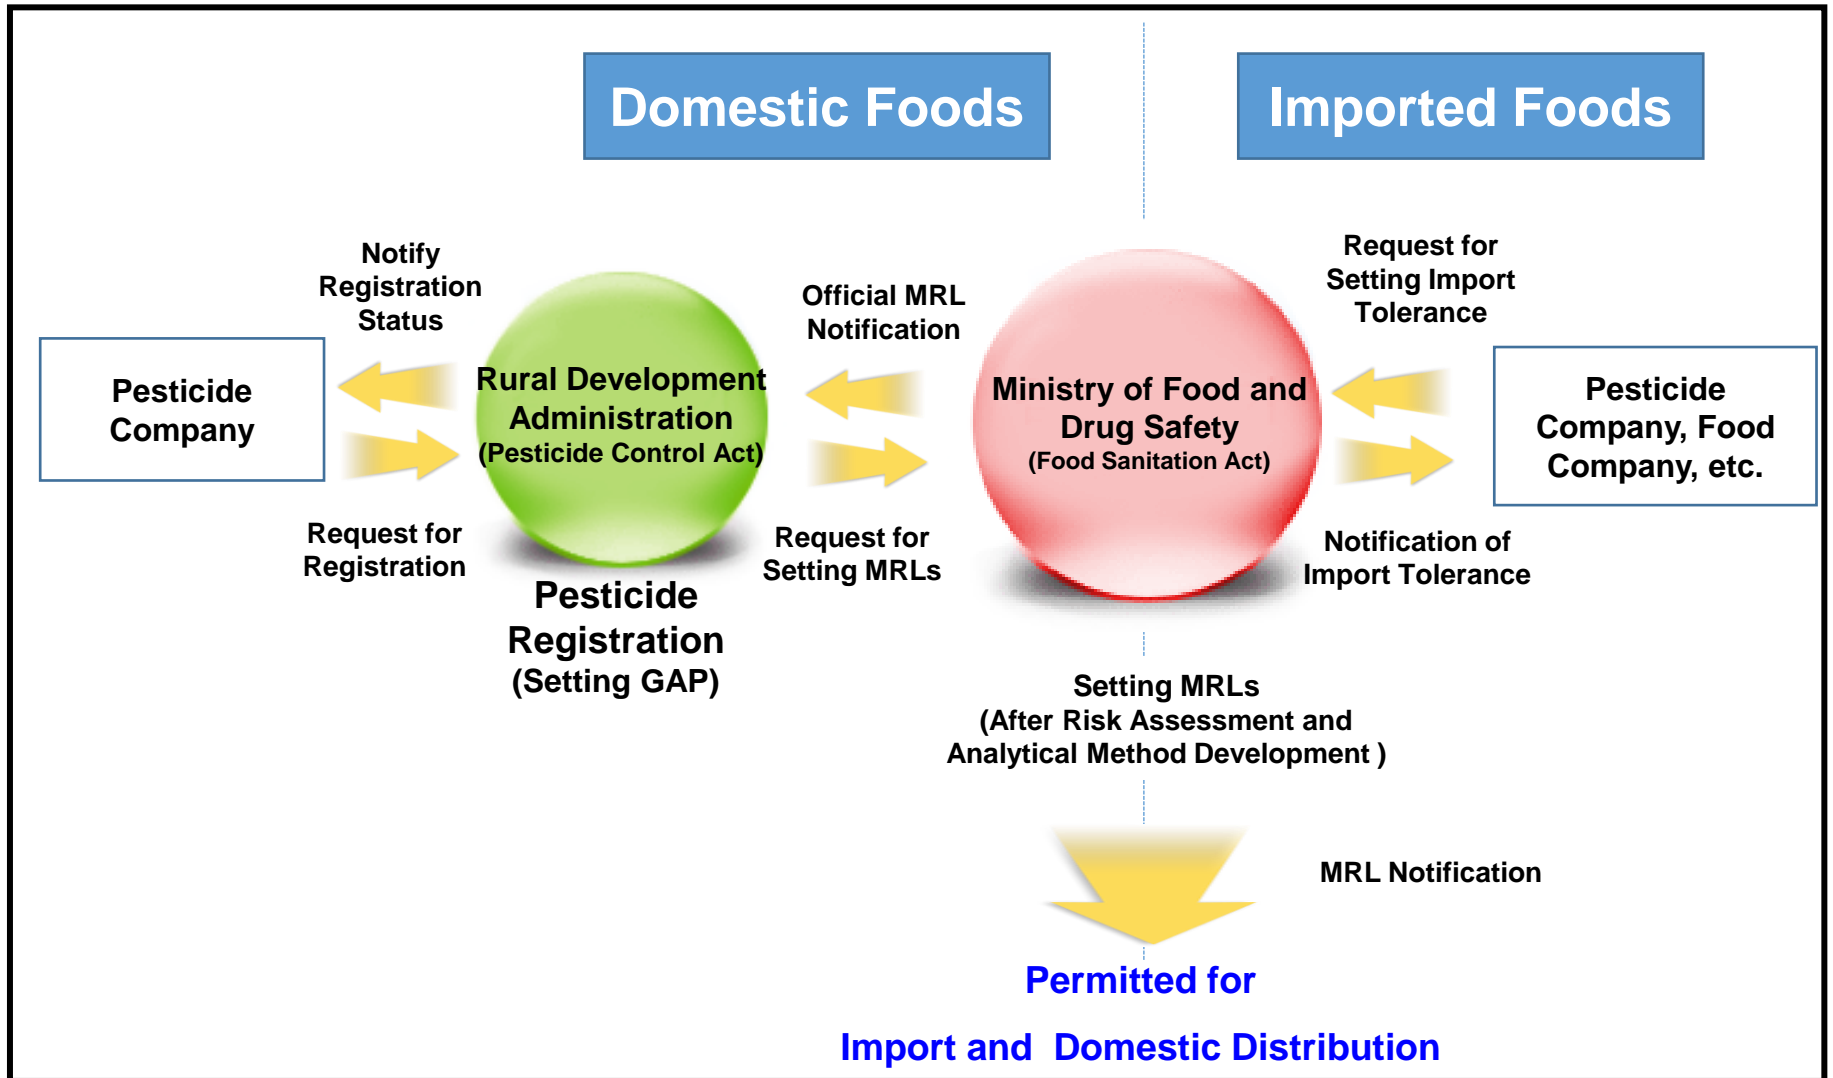 Domestic Foods
Imported Foods
Notify
Registration
Status
Official MRL
Notification
Request for
Setting Import
Tolerance
Pesticide
Company
Rural Development
Administration
(Pesticide Control Act)
Ministry of Food and
Drug Safety
(Food Sanitation Act)
Pesticide
Company, Food
Company, etc.
Request for
Registration
Request for
Setting MRLs
Notification of
Import Tolerance
Pesticide
Registration
(Setting GAP)
Setting MRLs
(After Risk Assessment and
Analytical Method Development )
MRL Notification
Permitted for
Import and  Domestic Distribution